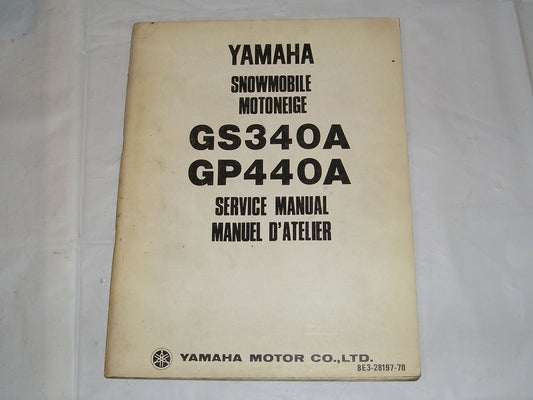 YAMAHA
SNOWMOBILE
MOTONEIGE
GS340A
GP440A
SERVICE MANUAL
MANUEL D'ATELIER
YAMAHA MOTOR CO.,LTD.
8E3-28197-70